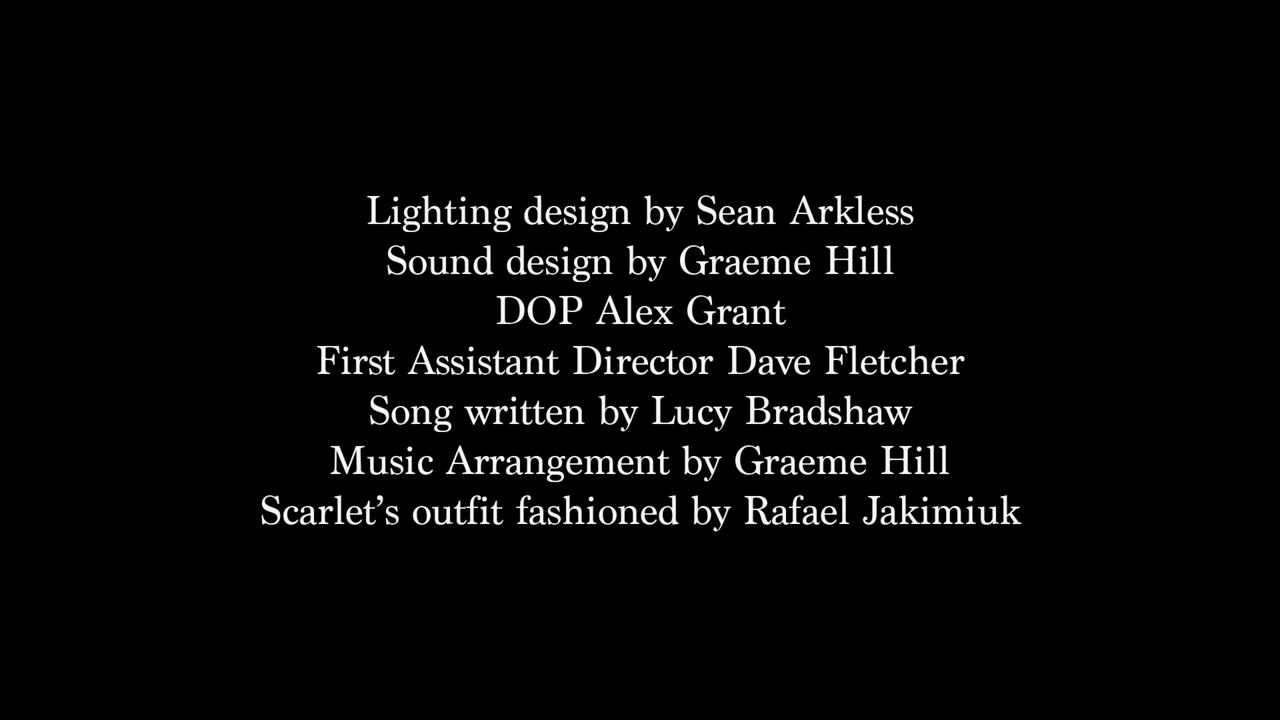 Lighting design by Sean Arkless
Sound design by Graeme Hill
DOP Alex Grant
First Assistant Director Dave Fletcher
Song written by Lucy Bradshaw
Music Arrangement by Graeme Hill
Scarlet’s outfit fashioned by Rafael Jakimiuk